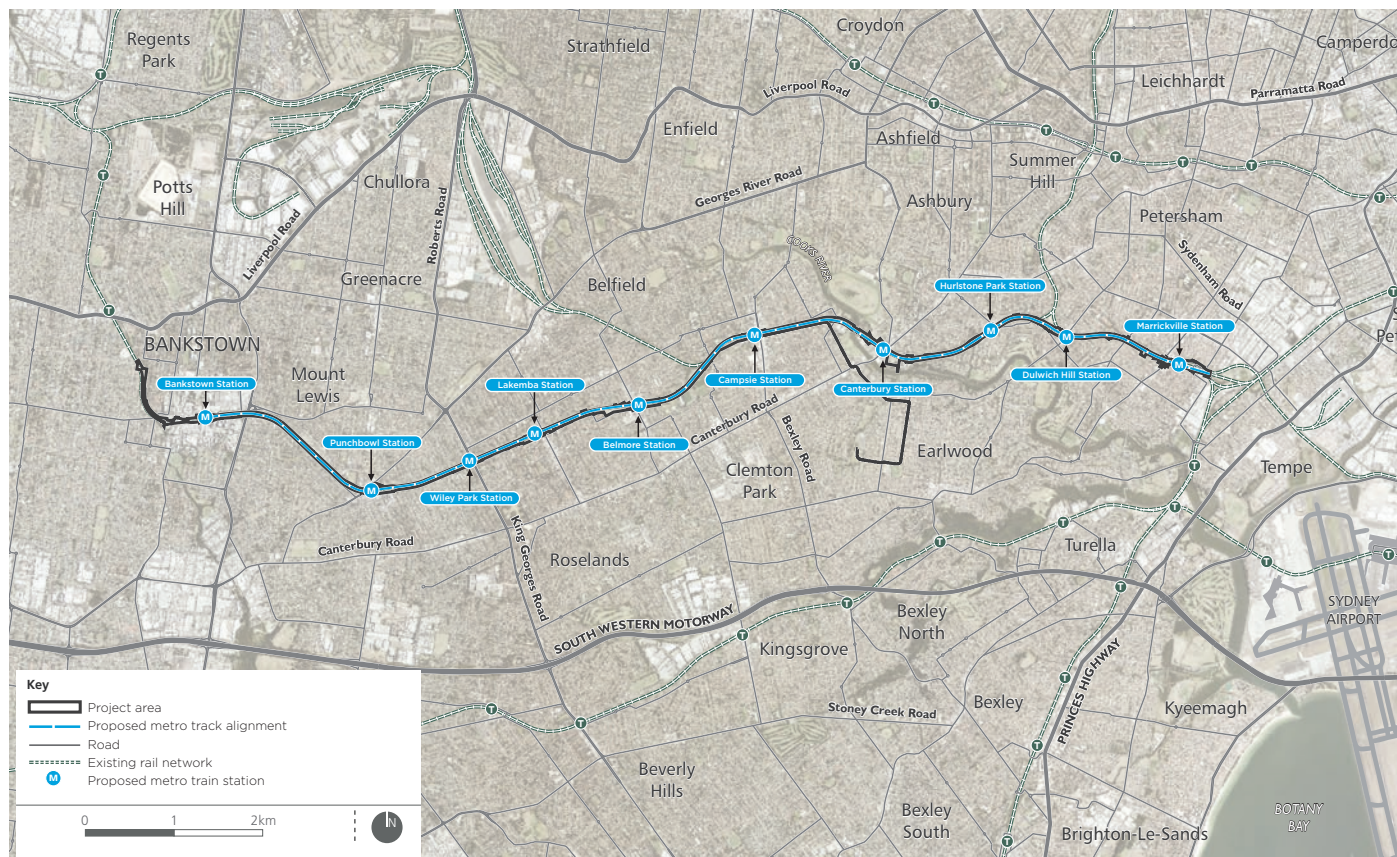 Regents
Park
Strathfield
Croydon
Camperdo
Leichhardt
Parramatta Road
Liverpool Road
Enfield
Ashfield
Summer
Hill
Chullora
Potts
Hill
Georges River Road
Ashbury
Petersham
Roberts Road
Liverpool Road
COOKS RIVER
Sydenham Road
Greenacre
Belfield
Hurlstone Park Station
Marrickville Station
S
Pe
BANKSTOWN
Bankstown Station
Mount
Lewis
Lakemba Station
Campsie Station
Canterbury Station
Dulwich Hill Station
Punchbowl Station
Belmore Station
Canterbury Road
Bexley Road
Earlwood
Clemton
Park
Tempe
Wiley Park Station
King Georges Road
Canterbury Road
Roselands
Turella
SYDNEY
AIRPORT
Bexley
North
SOUTH WESTERN MOTORWAY
Kingsgrove
PRINCES HIGHWAY
Bexley
Kyeemagh
Stoney Creek Road
Beverly
Hills
Bexley
South
Brighton-Le-Sands
BOTANY
BAY
Key
Project area
Proposed metro track alignment
Road
Existing rail network
M Proposed metro train station
0 1 2km
N